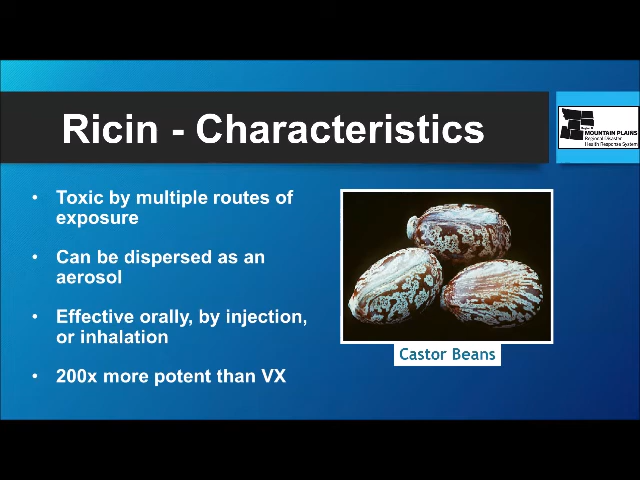 Ricin - Characteristics
MOUNTAIN PLAINS
Regional Disaster
Health Response System
• Toxic by multiple routes of
exposure
• Can be dispersed as an
aerosol
• Effective orally, by injection,
or inhalation
• 200x more potent than VX
Castor Beans